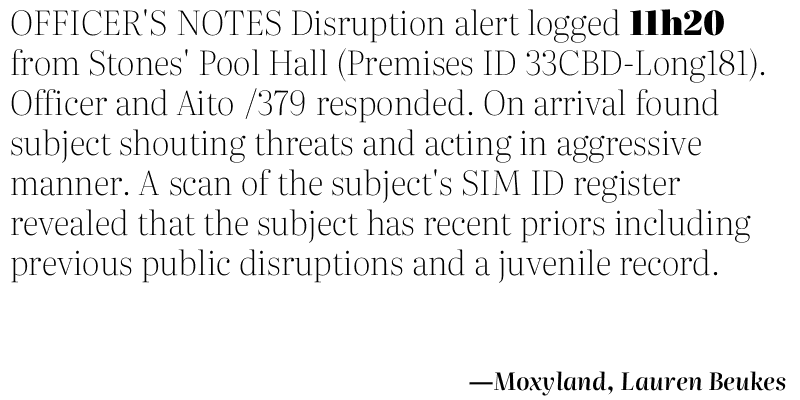 OFFICER'S NOTES Disruption alert logged 11h20
from Stones' Pool Hall (Premises ID 33CBD-Long181).
Officer and Aito /379 responded. On arrival found
subject shouting threats and acting in aggressive
manner. A scan of the subject's SIM ID register
revealed that the subject has recent priors including
previous public disruptions and a juvenile record.
—Moxyland, Lauren Beukes